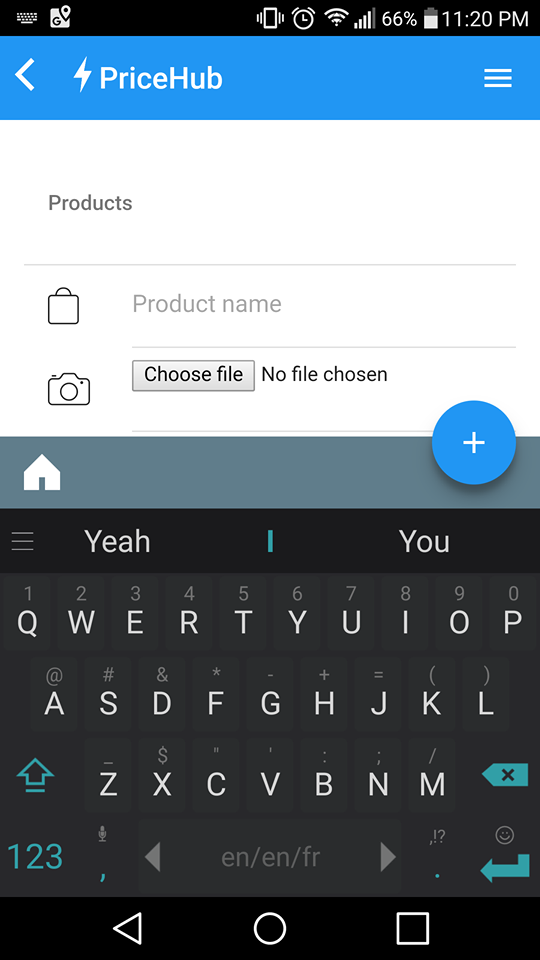 66% 11:20 PM
PriceHub
Products
Product name
Choose file No file chosen
+
Yeah I You
1 2 3 4 5 6 7 8 9 0
Q W E R T Y U I O P
@ # & * - + = ( )
A S D F G H J K L
_ $ " ' : ; /
Z X C V B N M
,!?
123 , en/en/fr .